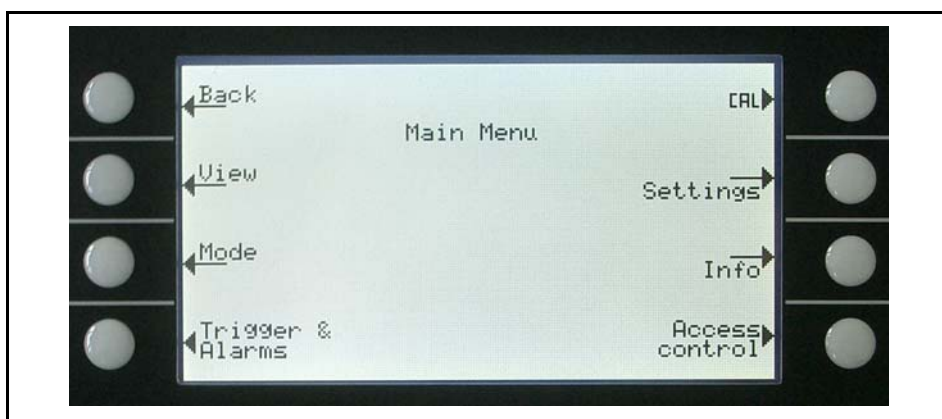 Back
CAL
Main Menu
View
Settings
Mode
Info
Trigger &
Alarms
Access
control